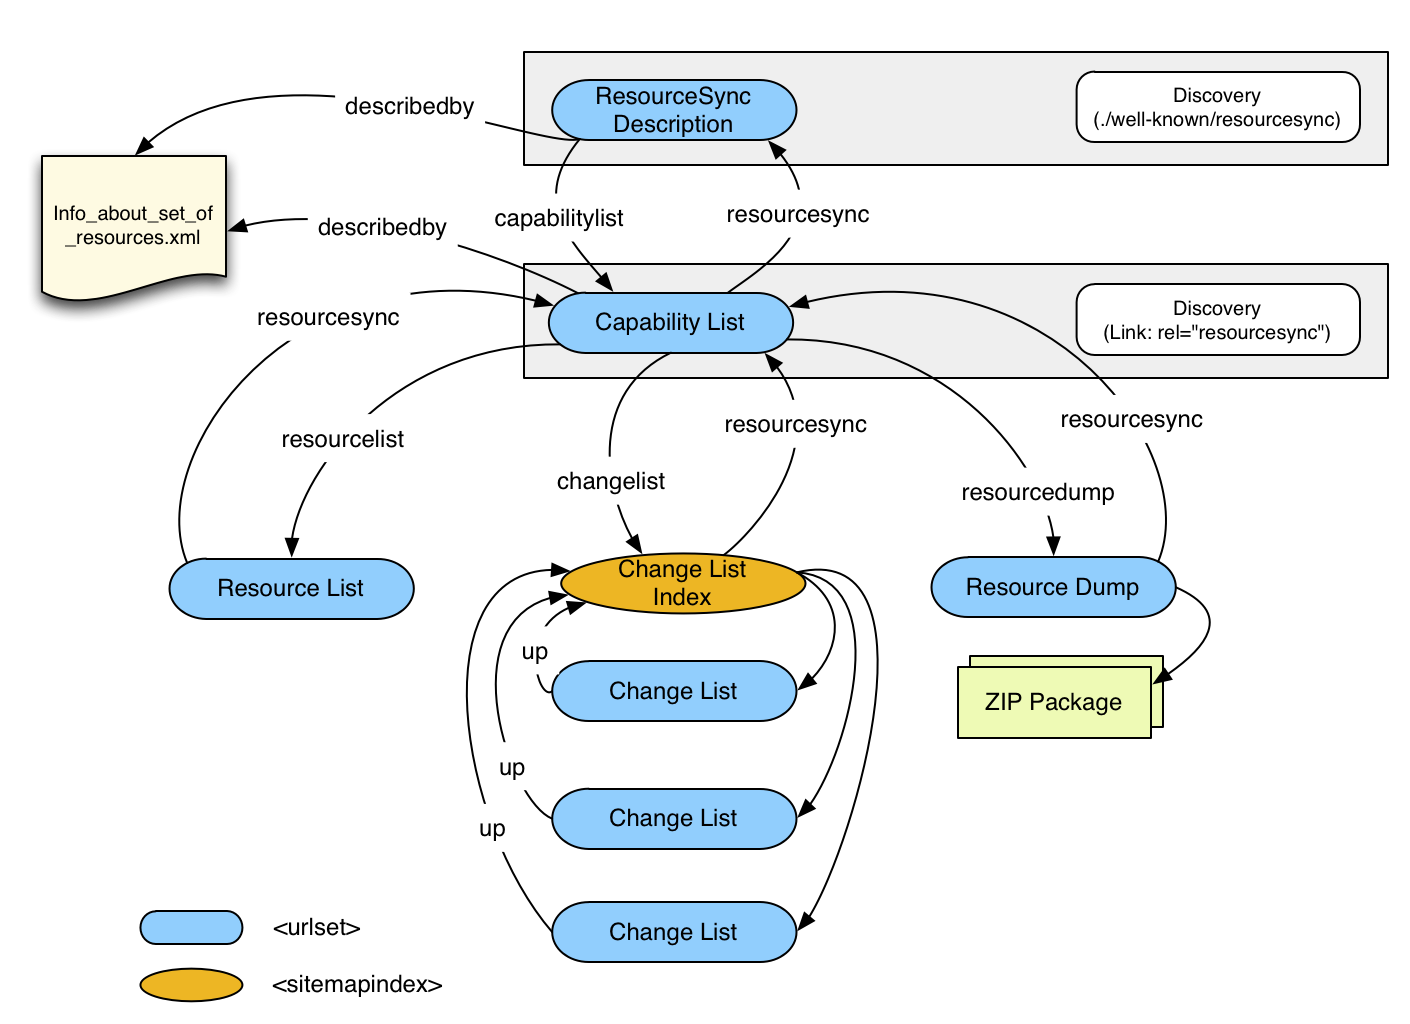 ResourceSync
Description
Discovery
(./well-known/resourcesync)
describedby
Info_about_set_of
_resources.xml
capabilitylist
resourcesync
describedby
Capability List
Discovery
(Link: rel="resourcesync")
resourcesync
resourcelist
changelist
resourcesync
resourcedump
resourcesync
Resource List
Change List
Index
Resource Dump
up
Change List
ZIP Package
up
Change List
up
Change List
<urlset>
<sitemapindex>